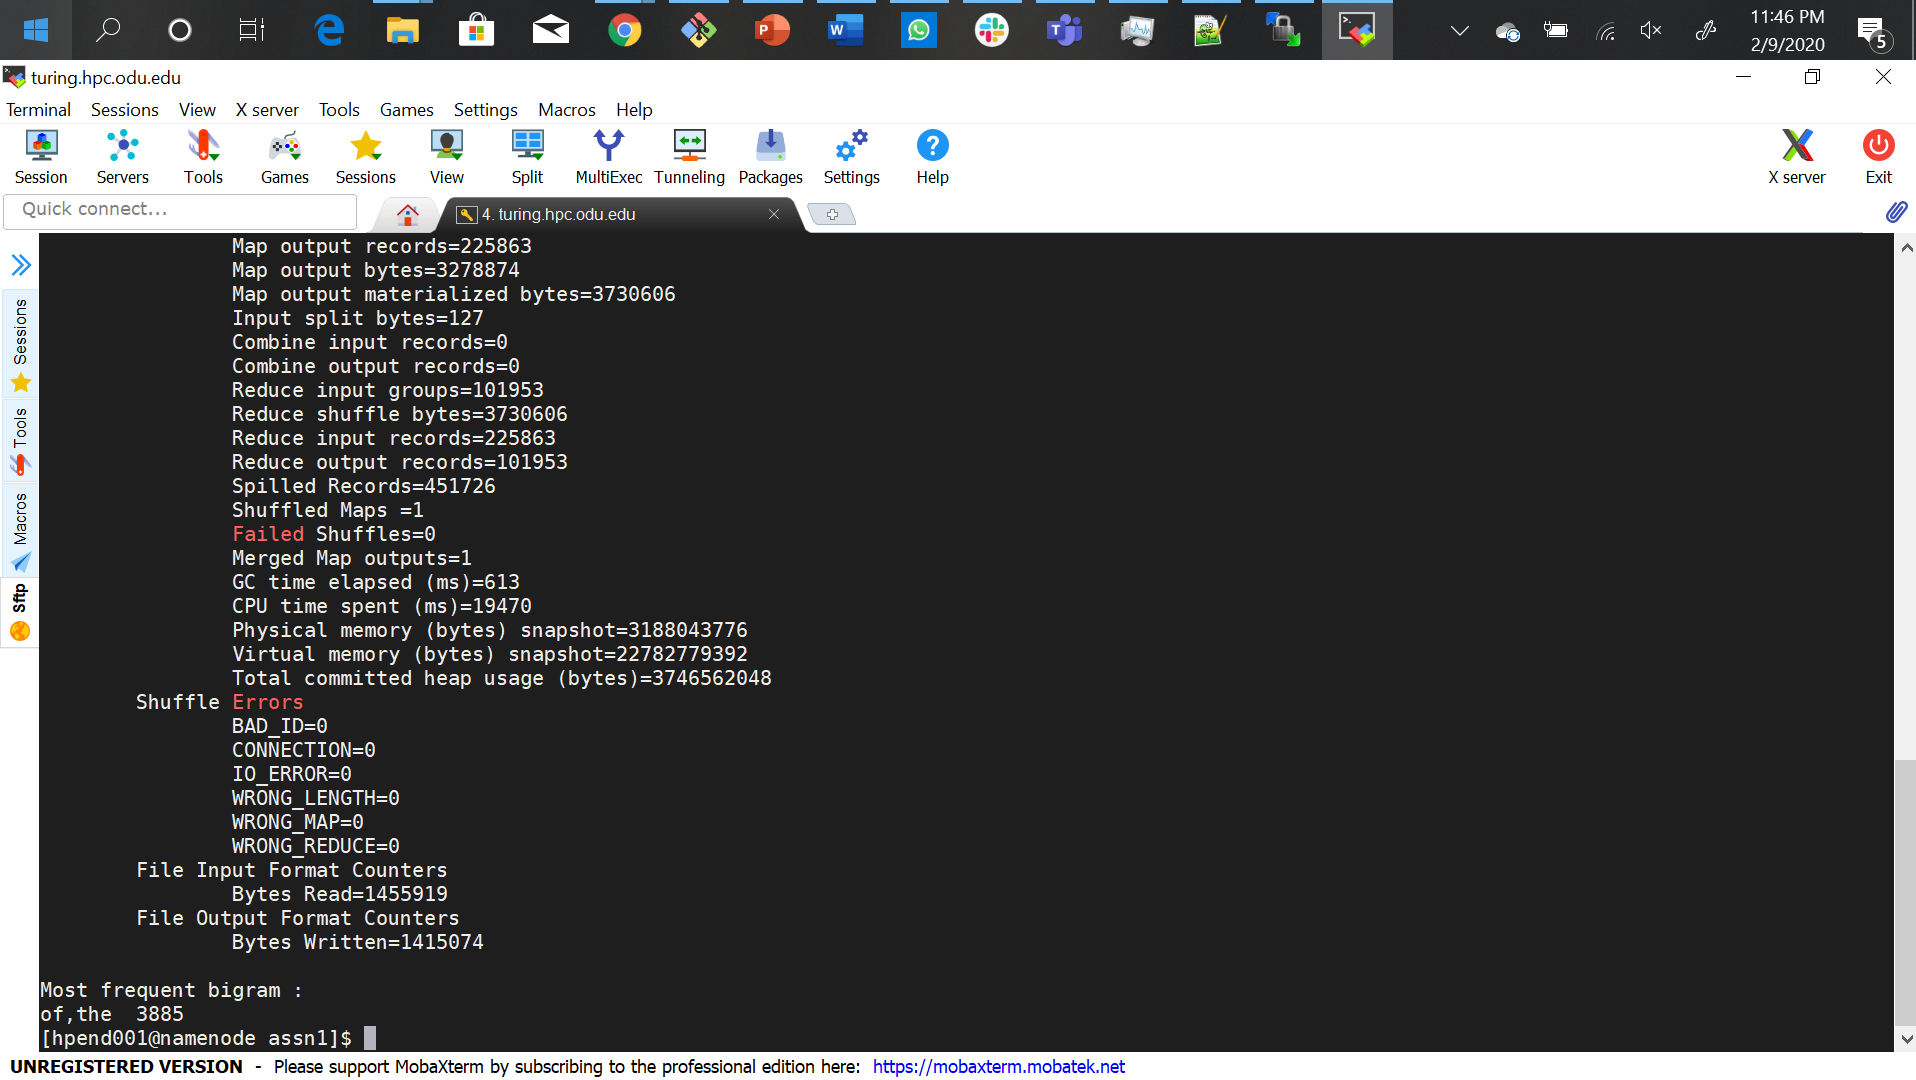 11:46 PM
2/9/2020
5
turing.hpc.odu.edu
Terminal Sessions View X server Tools Games Settings Macros Help
Session Servers Tools Games Sessions View Split MultiExec Tunneling Packages Settings Help X server Exit
Quick connect...
4. turing.hpc.odu.edu
Sessions
Tools
Macros
Sftp
Map output records=225863
Map output bytes=3278874
Map output materialized bytes=3730606
Input split bytes=127
Combine input records=0
Combine output records=0
Reduce input groups=101953
Reduce shuffle bytes=3730606
Reduce input records=225863
Reduce output records=101953
Spilled Records=451726
Shuffled Maps =1
Failed Shuffles=0
Merged Map outputs=1
GC time elapsed (ms)=613
CPU time spent (ms)=19470
Physical memory (bytes) snapshot=3188043776
Virtual memory (bytes) snapshot=22782779392
Total committed heap usage (bytes)=3746562048
Shuffle Errors
BAD_ID=0
CONNECTION=0
IO_ERROR=0
WRONG_LENGTH=0
WRONG_MAP=0
WRONG_REDUCE=0
File Input Format Counters
Bytes Read=1455919
File Output Format Counters
Bytes Written=1415074
Most frequent bigram :
of,the 3885
[hpend001@namenode assn1]$
UNREGISTERED VERSION - Please support MobaXterm by subscribing to the professional edition here: https://mobaxterm.mobatek.net